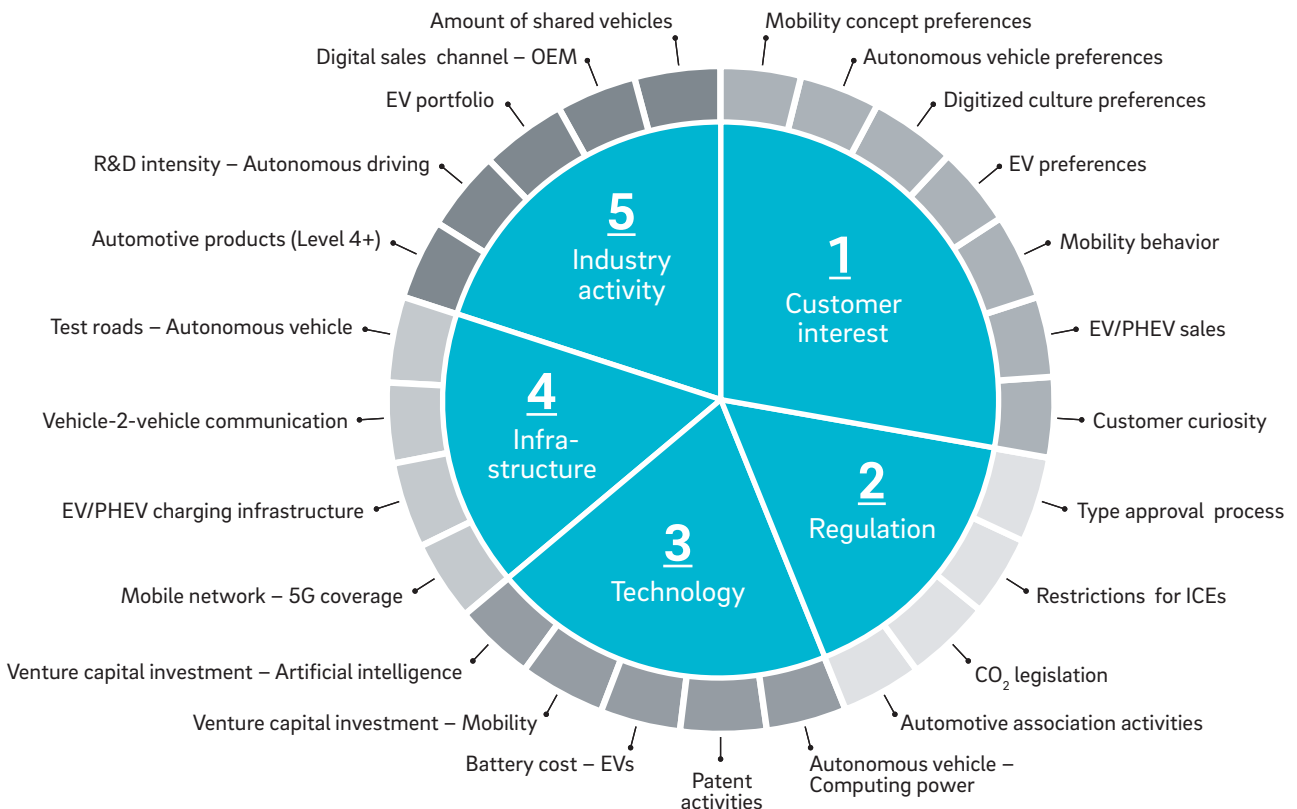 Amount of shared vehicles
Digital sales channel – OEM
EV portfolio
R&D intensity – Autonomous driving
Automotive products (Level 4+)
Test roads – Autonomous vehicle
Vehicle-2-vehicle communication
EV/PHEV charging infrastructure
Mobile network – 5G coverage
Venture capital investment – Artificial intelligence
Venture capital investment – Mobility
Battery cost – EVs
Patent
activities
Autonomous vehicle –
Computing power
Automotive association activities
CO₂ legislation
Restrictions for ICEs
Type approval process
Customer curiosity
EV/PHEV sales
Mobility behavior
EV preferences
Digitized culture preferences
Autonomous vehicle preferences
Mobility concept preferences
1
Customer
interest
2
Regulation
3
Technology
4
Infra-
structure
5
Industry
activity